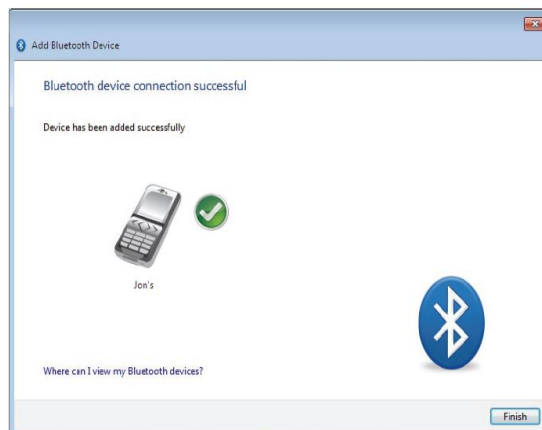 Add Bluetooth Device
Bluetooth device connection successful
Device has been added successfully
Jon's
Where can I view my Bluetooth devices?
Finish